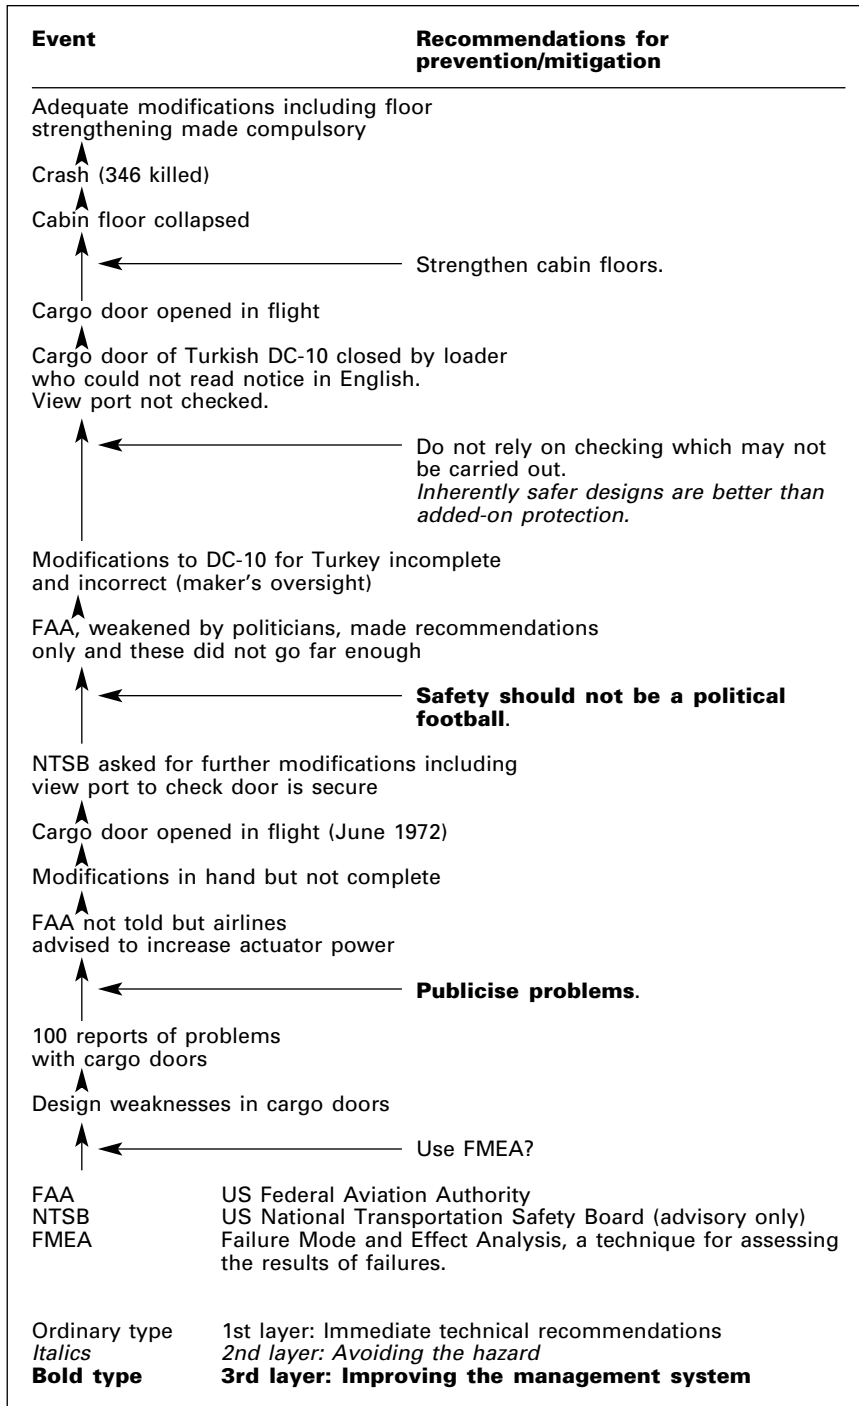 Event Recommendations for
prevention/mitigation
Adequate modifications including floor
strengthening made compulsory
Crash (346 killed)
Cabin floor collapsed
Strengthen cabin floors.
Cargo door opened in flight
Cargo door of Turkish DC-10 closed by loader
who could not read notice in English.
View port not checked.
Do not rely on checking which may not
be carried out.
Inherently safer designs are better than
added-on protection.
Modifications to DC-10 for Turkey incomplete
and incorrect (maker's oversight)
FAA, weakened by politicians, made recommendations
only and these did not go far enough
Safety should not be a political
football.
NTSB asked for further modifications including
view port to check door is secure
Cargo door opened in flight (June 1972)
Modifications in hand but not complete
FAA not told but airlines
advised to increase actuator power
Publicise problems.
100 reports of problems
with cargo doors
Design weaknesses in cargo doors
Use FMEA?
FAA US Federal Aviation Authority
NTSB US National Transportation Safety Board (advisory only)
FMEA Failure Mode and Effect Analysis, a technique for assessing
the results of failures.
Ordinary type 1st layer: Immediate technical recommendations
Italics 2nd layer: Avoiding the hazard
Bold type 3rd layer: Improving the management system